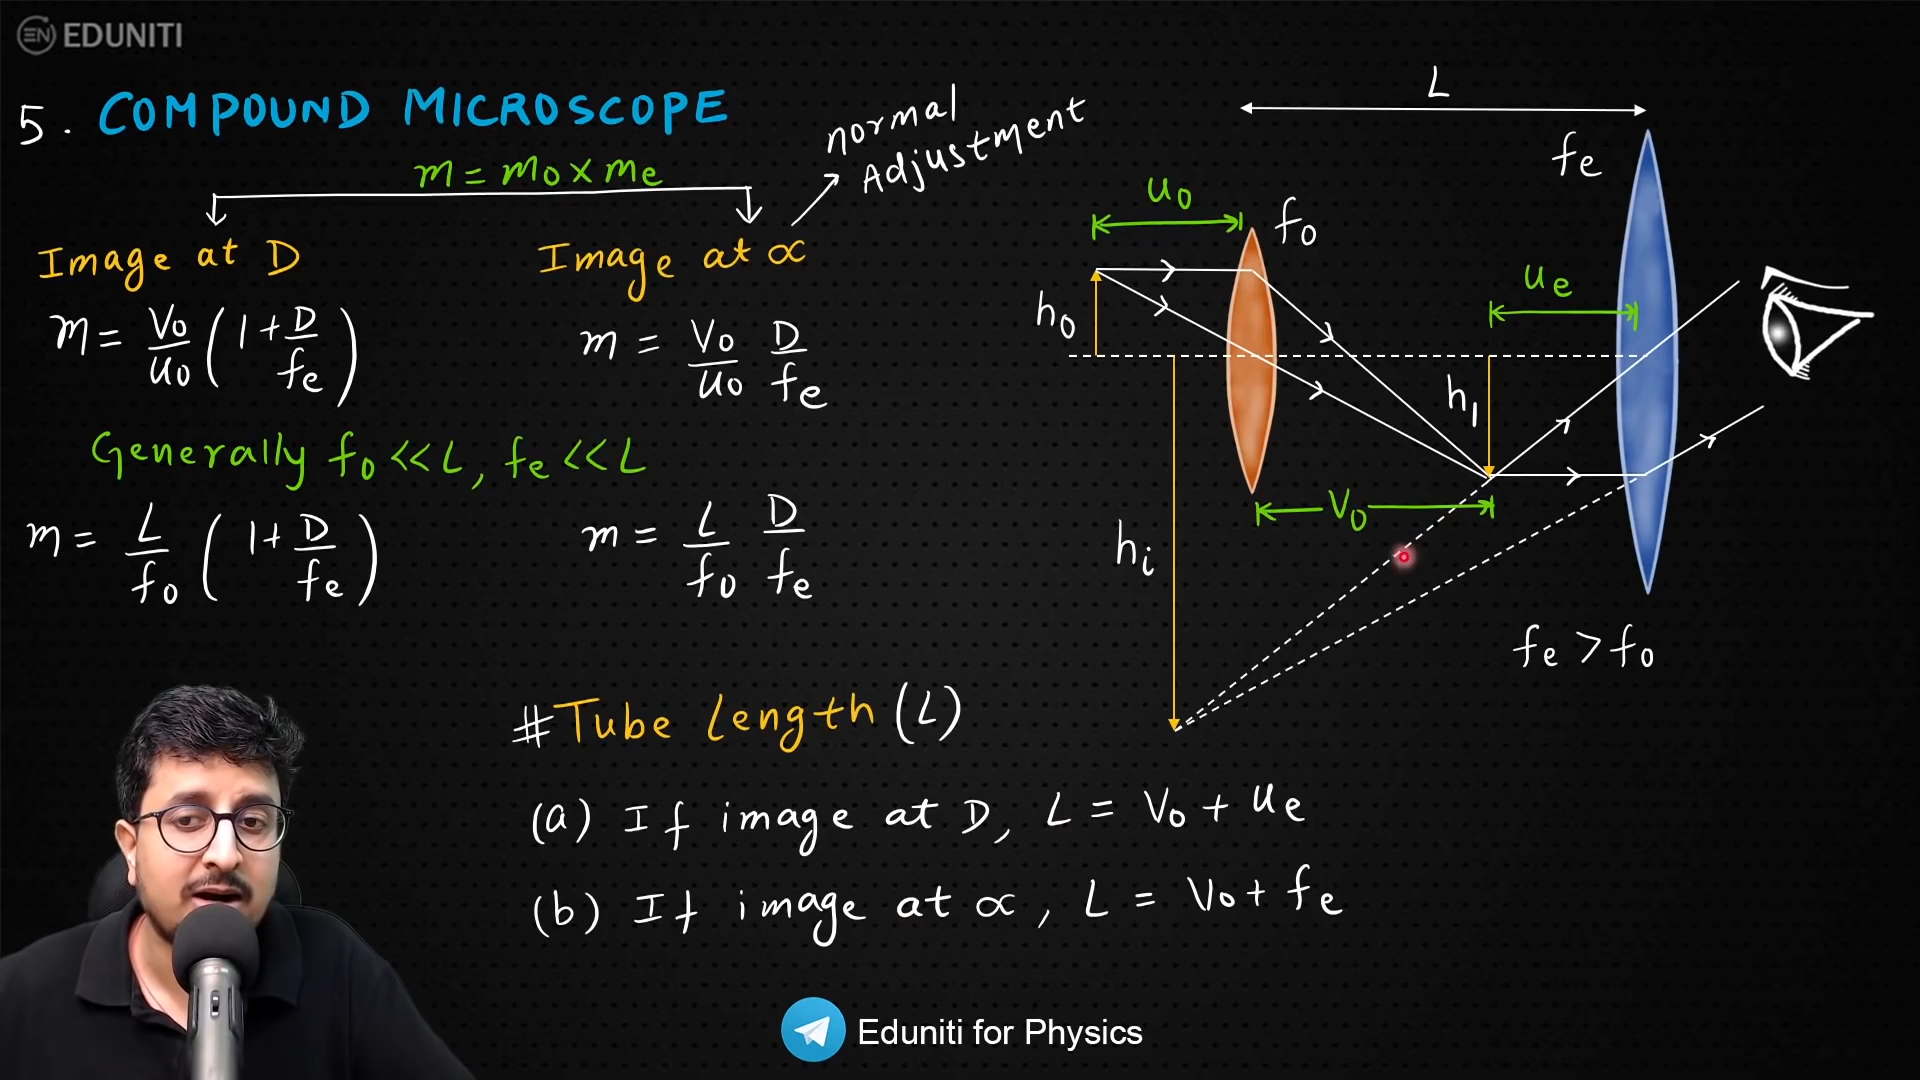 EN EDUNITI
5. COMPOUND MICROSCOPE
m = mo × me
normal
Adjustment
Image at D
m = Vo/uo (1 + D/fe)
Image at ∝
m = Vo/uo D/fe
Generally fo << L, fe << L
m = L/fo (1 + D/fe)
m = L/fo D/fe
L
fe
uo
fo
ue
ho
h1
Vo
hi
fe > fo
# Tube length (L)
(a) If image at D, L = Vo + ue
(b) If image at ∝, L = Vo + fe
Eduniti for Physics